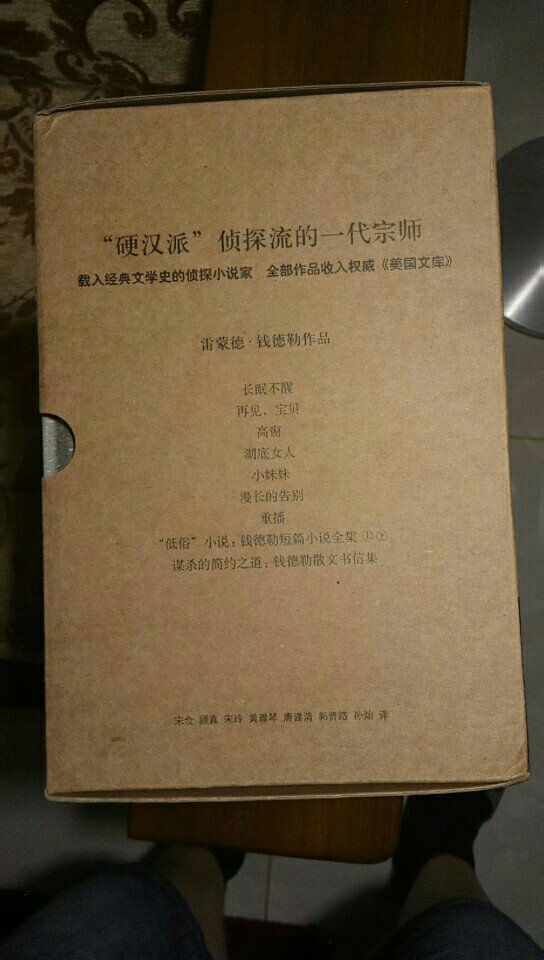 “硬汉派”侦探流的一代宗师
载入经典文学史的侦探小说家 全部作品收入权威《美国文库》
雷蒙德·钱德勒作品
长眠不醒
再见，宝贝
高窗
湖底女人
小妹妹
漫长的告别
重播
“低俗”小说：钱德勒短篇小说全集㊤㊦
谋杀的简约之道：钱德勒散文书信集
宋佥 顾真 宋玲 黄雅琴 唐建清 郭贤路 孙灿 译